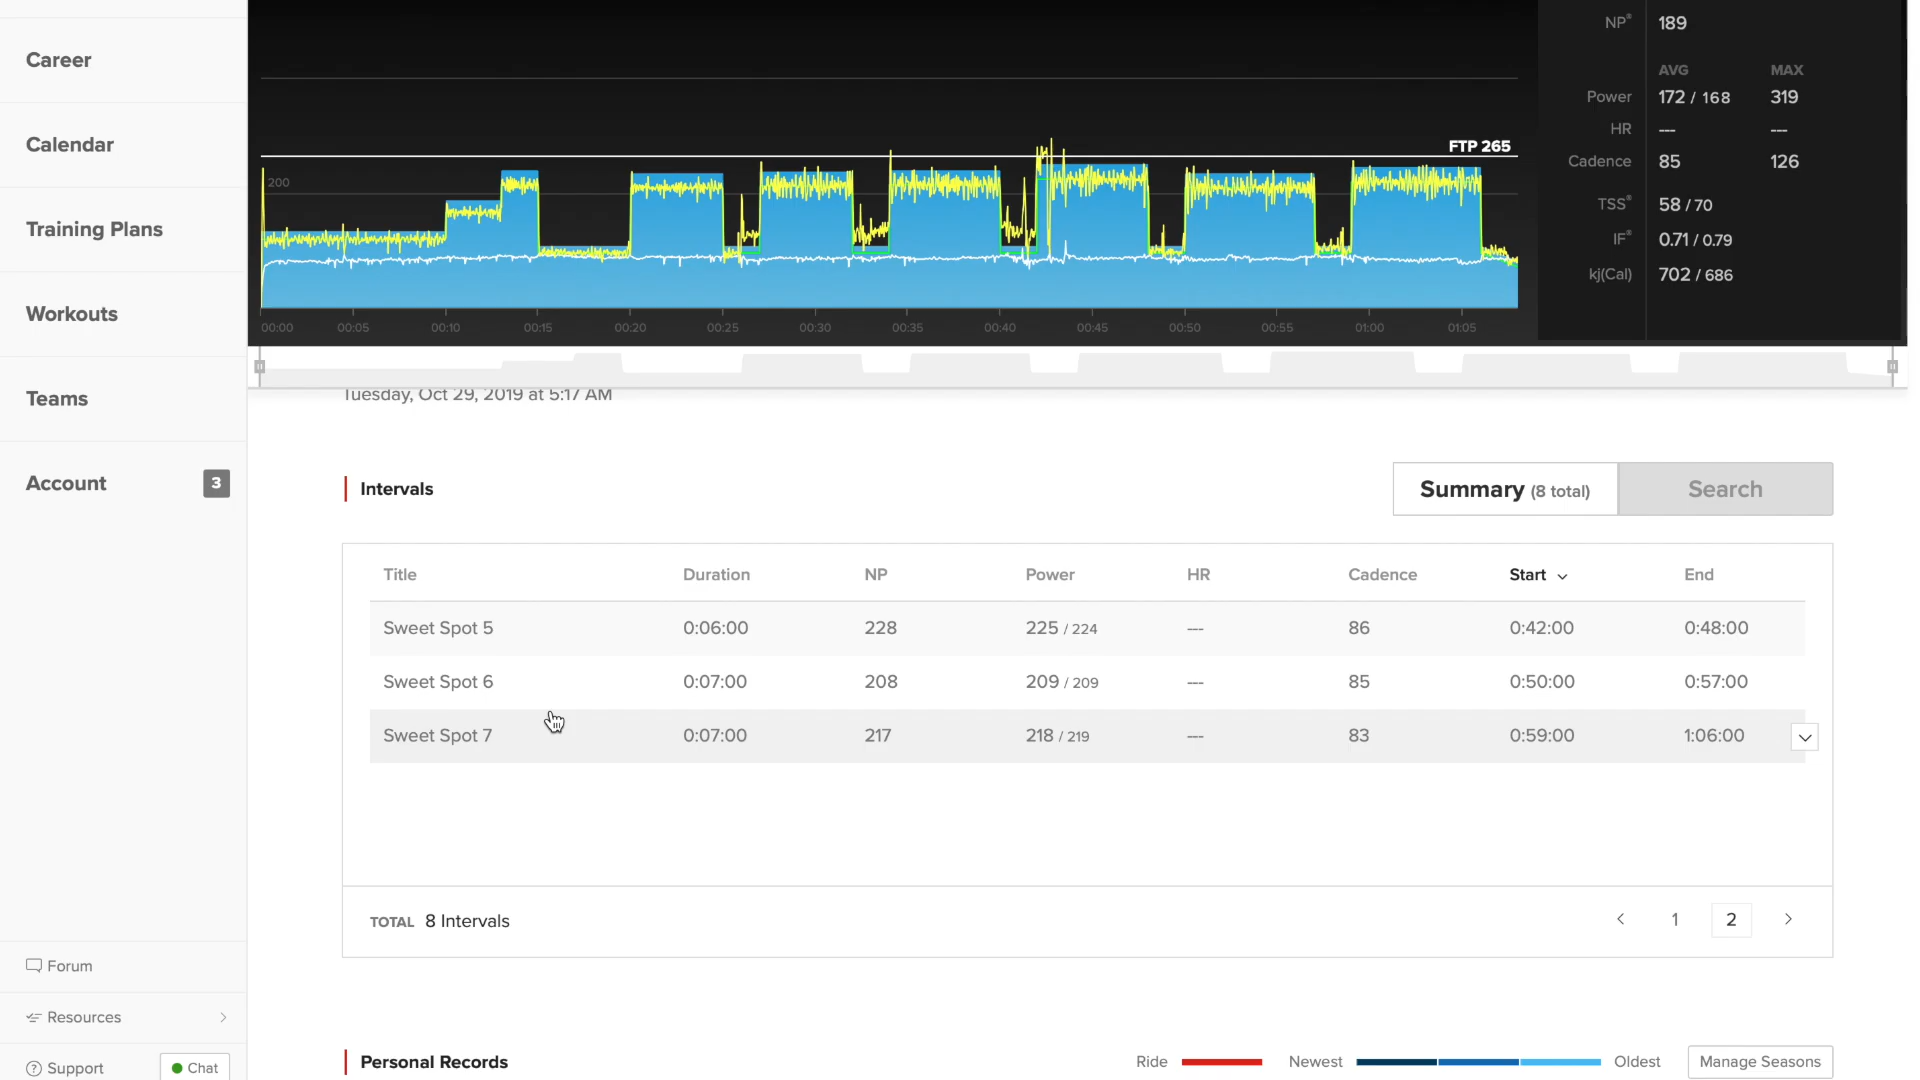 Career
Calendar
Training Plans
Workouts
Teams
Account 3
Forum
Resources
Support Chat
FTP 265
200
00:00 00:05 00:10 00:15 00:20 00:25 00:30 00:35 00:40 00:45 00:50 00:55 01:00 01:05
NP® 189
AVG MAX
Power 172 / 168 319
HR --- ---
Cadence 85 126
TSS® 58 / 70
IF® 0.71 / 0.79
kj(Cal) 702 / 686
Tuesday, Oct 29, 2019 at 5:17 AM
Intervals
Summary (8 total) Search
Title Duration NP Power HR Cadence Start End
Sweet Spot 5 0:06:00 228 225 / 224 --- 86 0:42:00 0:48:00
Sweet Spot 6 0:07:00 208 209 / 209 --- 85 0:50:00 0:57:00
Sweet Spot 7 0:07:00 217 218 / 219 --- 83 0:59:00 1:06:00
TOTAL 8 Intervals 1 2
Personal Records
Ride Newest Oldest Manage Seasons